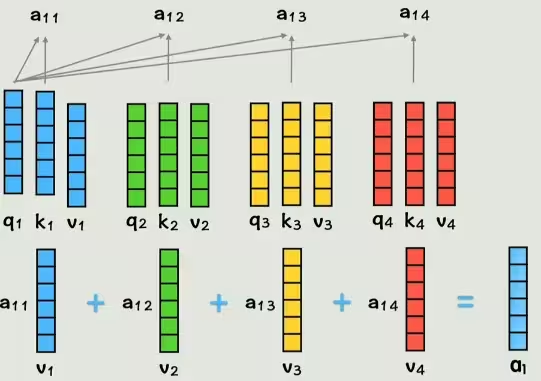 a₁₁ a₁₂ a₁₃ a₁₄
q₁ k₁ v₁ q₂ k₂ v₂ q₃ k₃ v₃ q₄ k₄ v₄
a₁₁ + a₁₂ + a₁₃ + a₁₄ = 
v₁ v₂ v₃ v₄ a₁